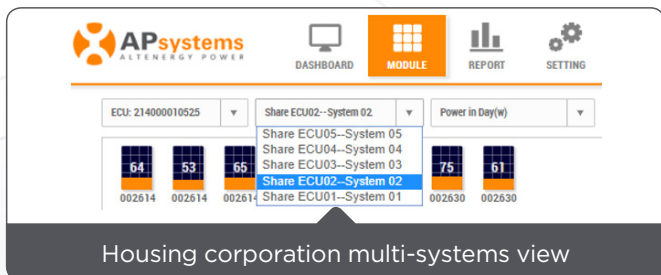 APsystems
ALTENERGY POWER
DASHBOARD MODULE REPORT SETTING
ECU: 214000010525 Share ECU02--System 02 Power in Day(w)
Share ECU05--System 05
Share ECU04--System 04
Share ECU03--System 03
Share ECU02--System 02
Share ECU01--System 01
64 53 65 75 61
002614 002614 002614 002630 002630
Housing corporation multi-systems view